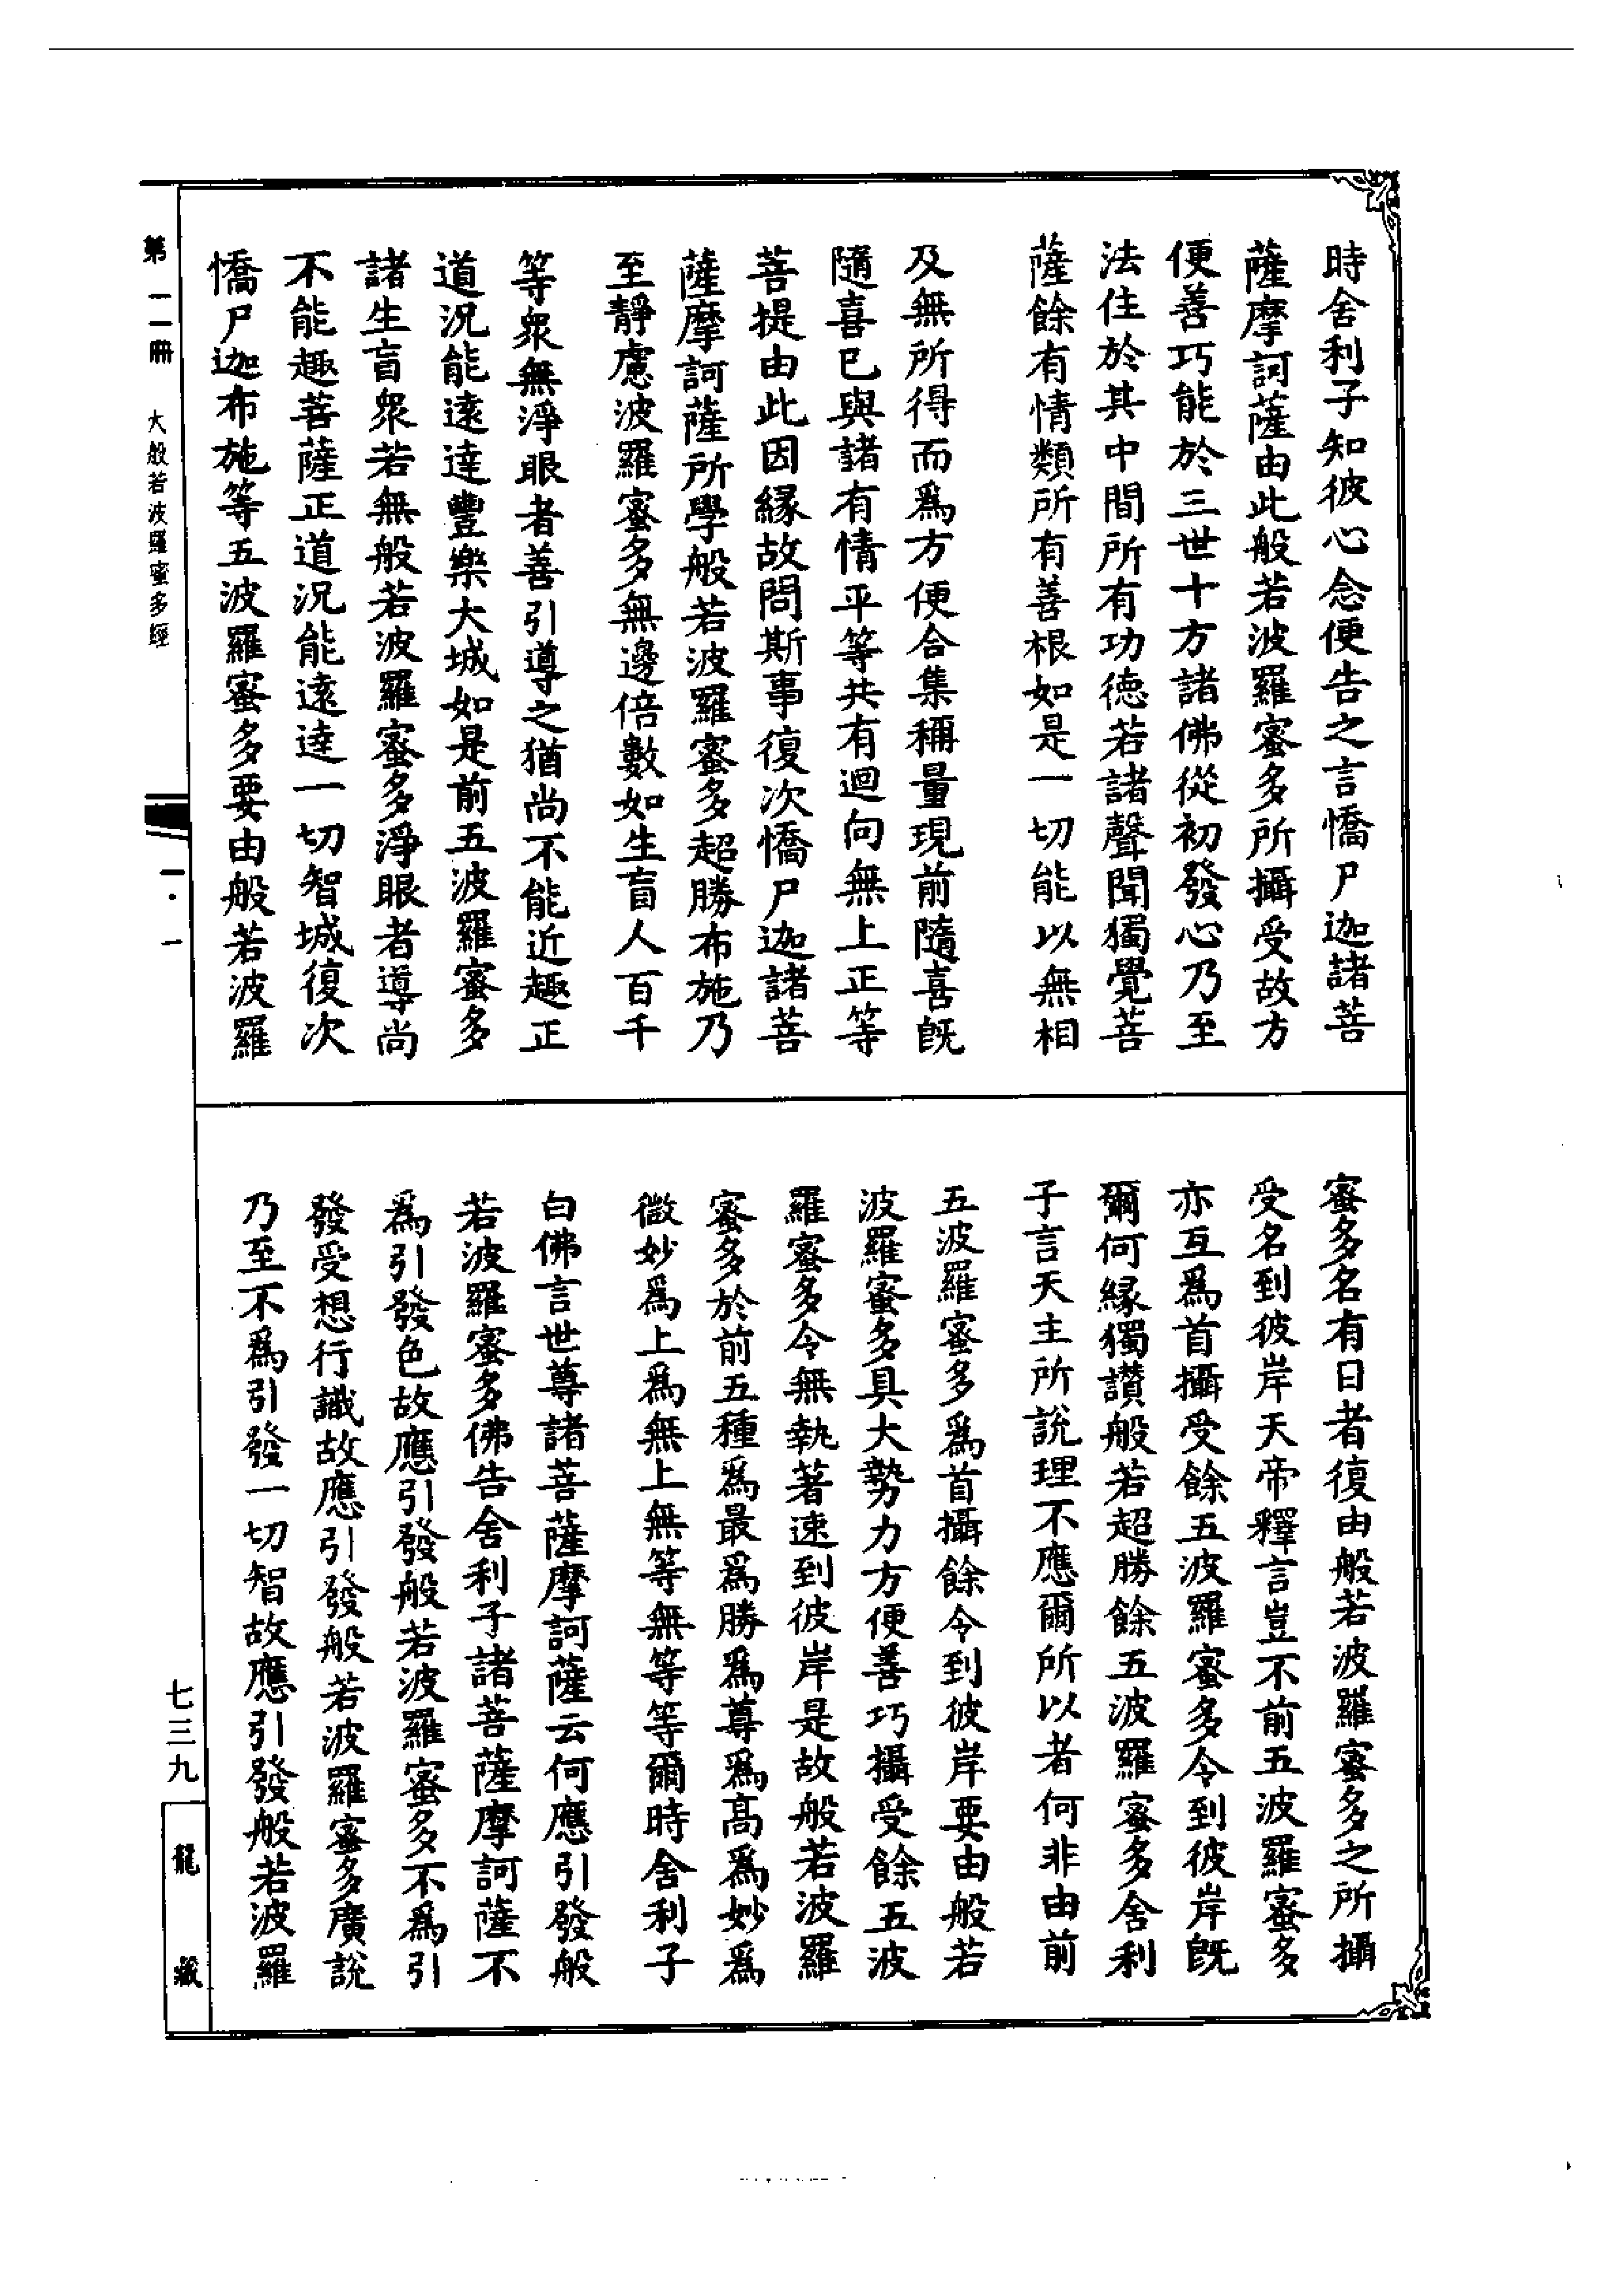 時舍利子知彼心念便告之言憍尸迦諸菩
薩摩訶薩由此般若波羅蜜多所攝受故方
便善巧能於三世十方諸佛從初發心乃至
法住於其中間所有功德若諸聲聞獨覺菩
薩餘有情類所有善根如是一切能以無相
及無所得而爲方便合集稱量現前隨喜旣
隨喜已與諸有情平等共有迴向無上正等
菩提由此因緣故問斯事復次憍尸迦諸菩
薩摩訶薩所學般若波羅蜜多超勝布施乃
至靜慮波羅蜜多無邊倍數如生盲人百千
等衆無淨眼者善引導之猶尚不能近趣正
道況能遠達豐樂大城如是前五波羅蜜多
諸生盲衆若無般若波羅蜜多淨眼者導尚
不能趣菩薩正道況能遠達一切智城復次
憍尸迦布施等五波羅蜜多要由般若波羅
蜜多名有目者復由般若波羅蜜多之所攝
受名到彼岸天帝釋言豈不前五波羅蜜多
亦互爲首攝受餘五波羅蜜多令到彼岸旣
爾何緣獨讚般若超勝餘五波羅蜜多舍利
子言天主所說理不應爾所以者何非由前
五波羅蜜多爲首攝餘令到彼岸要由般若
波羅蜜多具大勢力方便善巧攝受餘五波
羅蜜多令無執著速到彼岸是故般若波羅
蜜多於前五種爲最爲勝爲尊爲高爲妙爲
微妙爲上爲無上無等無等等爾時舍利子
白佛言世尊諸菩薩摩訶薩云何應引發般
若波羅蜜多佛告舍利子諸菩薩摩訶薩不
爲引發色故應引發般若波羅蜜多不爲引
發受想行識故應引發般若波羅蜜多廣說
乃至不爲引發一切智故應引發般若波羅
第一一冊 大般若波羅蜜多經
一·一
七三九
龍藏